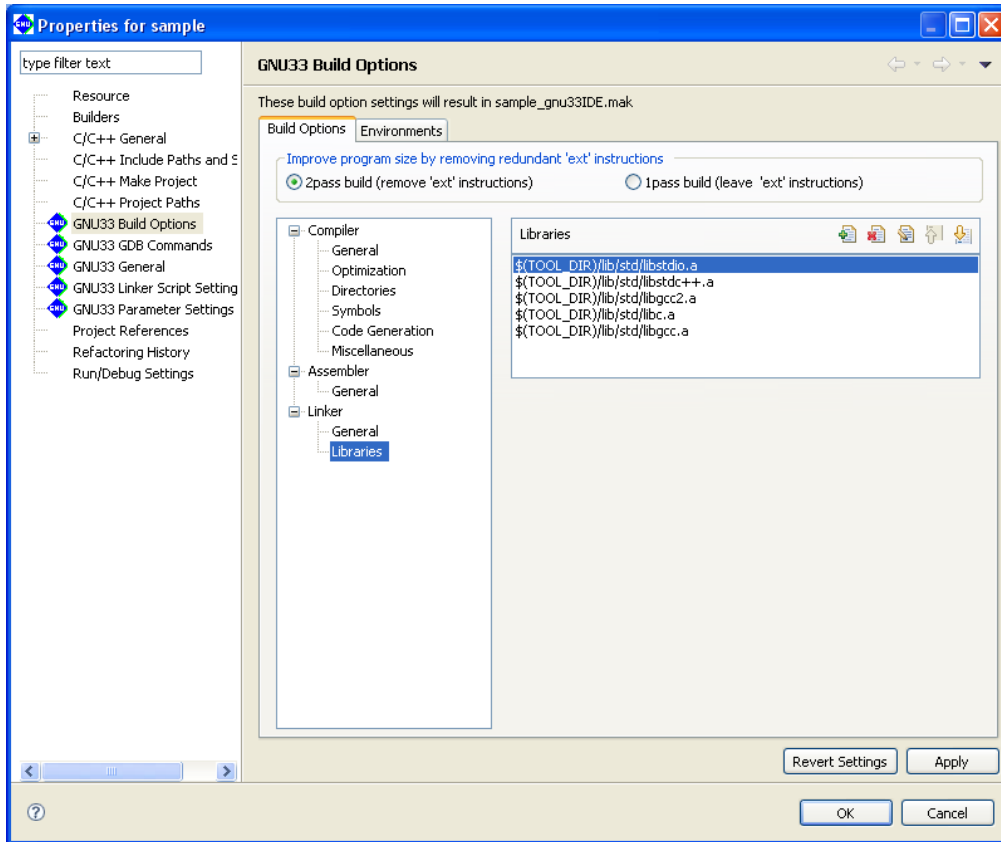 Properties for sample
type filter text
Resource
Builders
C/C++ General
C/C++ Include Paths and S
C/C++ Make Project
C/C++ Project Paths
GNU33 Build Options
GNU33 GDB Commands
GNU33 General
GNU33 Linker Script Setting
GNU33 Parameter Settings
Project References
Refactoring History
Run/Debug Settings
GNU33 Build Options
These build option settings will result in sample_gnu33IDE.mak
Build Options
Environments
Improve program size by removing redundant 'ext' instructions
2pass build (remove 'ext' instructions)
1pass build (leave 'ext' instructions)
Compiler
General
Optimization
Directories
Symbols
Code Generation
Miscellaneous
Assembler
General
Linker
General
Libraries
Libraries
$(TOOL_DIR)/lib/std/libstdio.a
$(TOOL_DIR)/lib/std/libstdc++.a
$(TOOL_DIR)/lib/std/libgcc2.a
$(TOOL_DIR)/lib/std/libc.a
$(TOOL_DIR)/lib/std/libgcc.a
Revert Settings
Apply
OK
Cancel